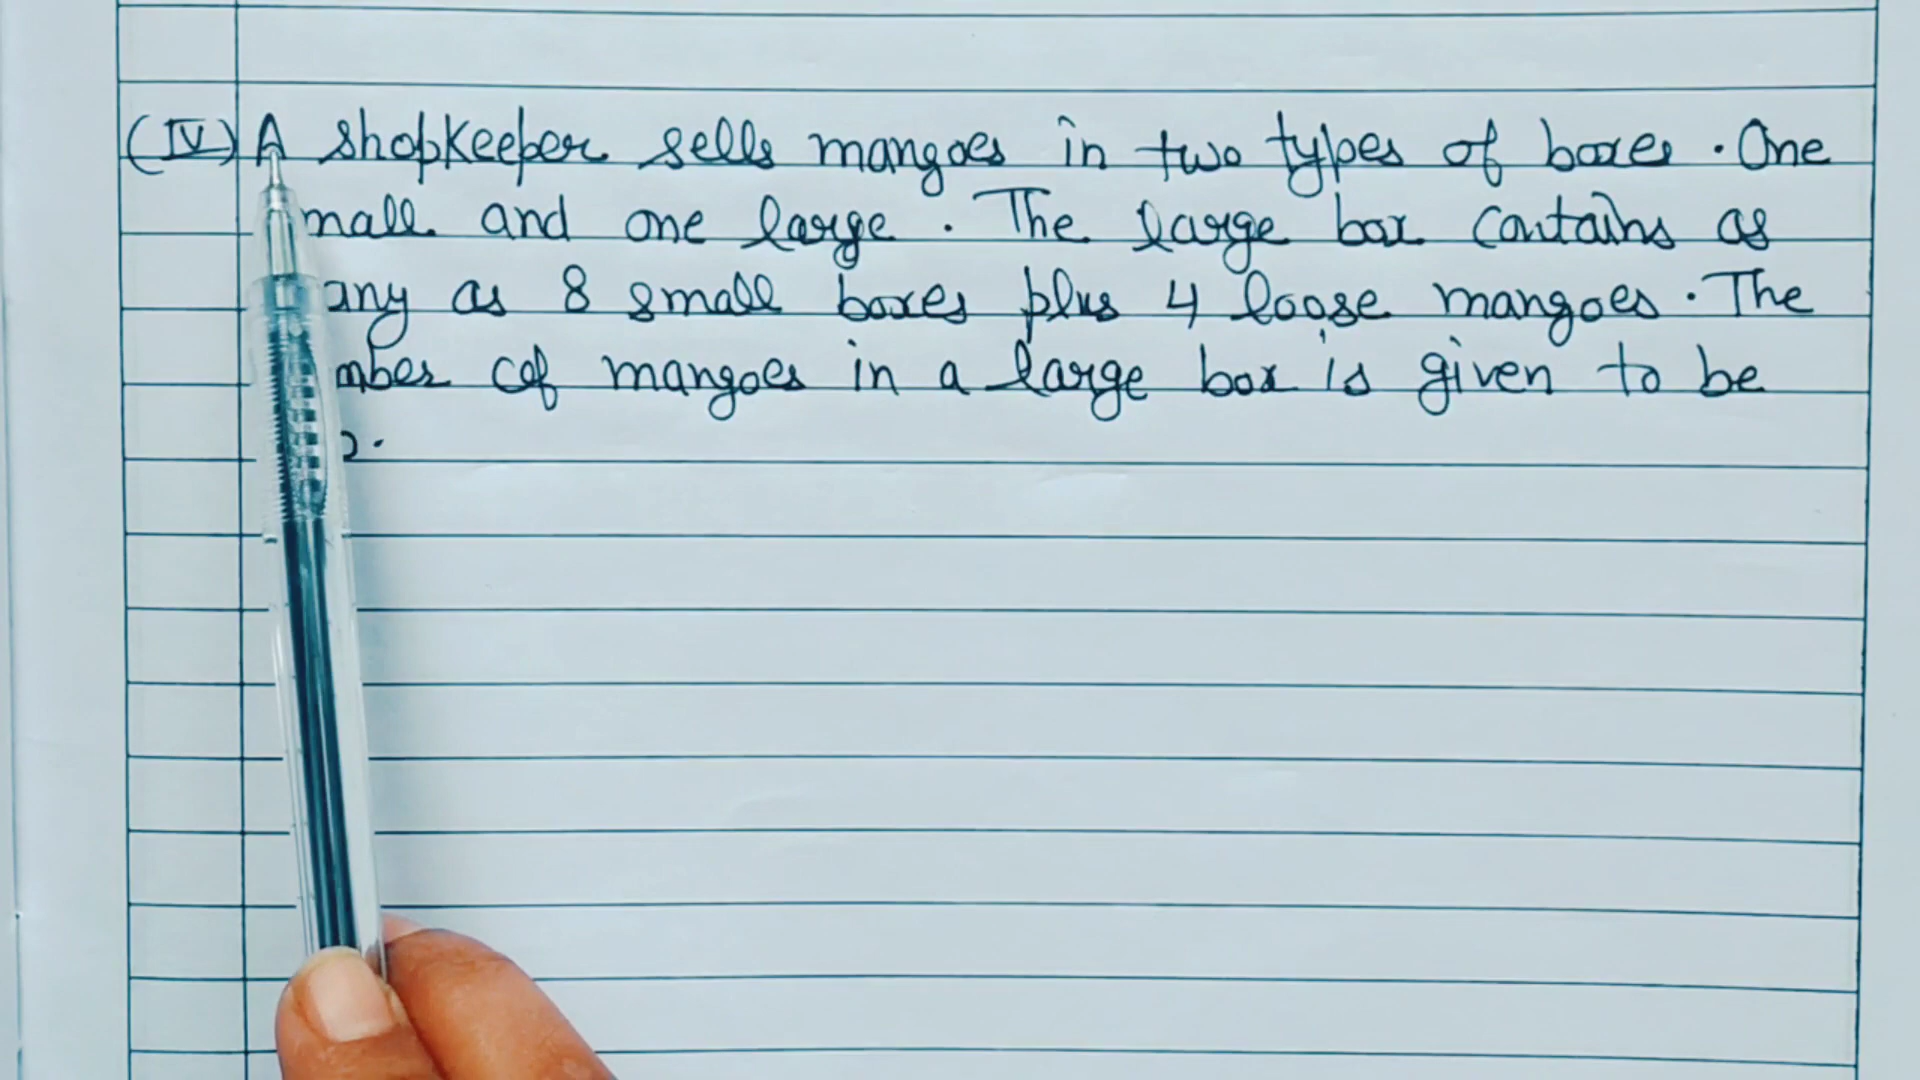 (IV) A shopkeeper sells mangoes in two types of boxes. One
mall and one large. The large box contains as
any as 8 small boxes plus 4 loose mangoes. The
mber of mangoes in a large box is given to be